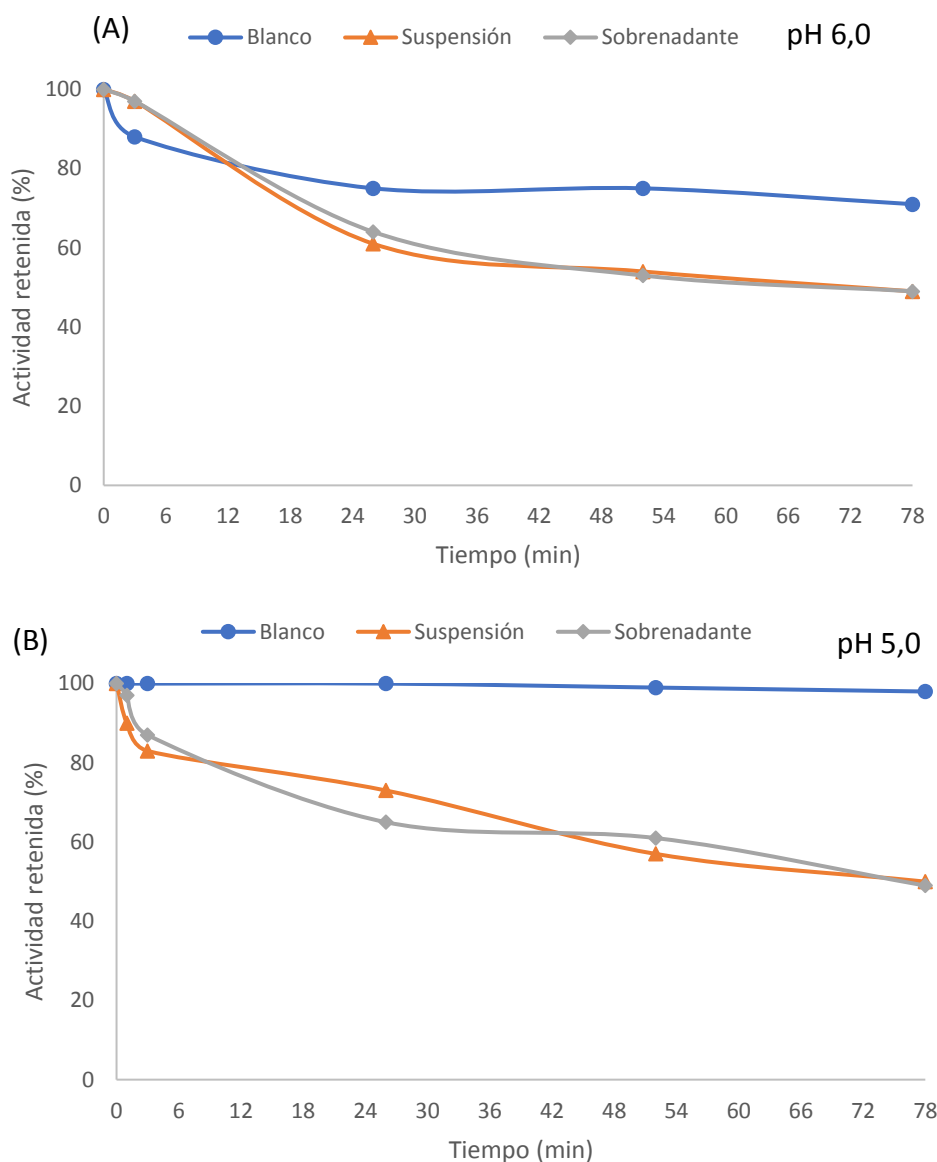 (A)
Blanco Suspensión Sobrenadante
pH 6,0
100
80
60
40
20
0
Actividad retenida (%)
0 6 12 18 24 30 36 42 48 54 60 66 72 78
Tiempo (min)
(B)
Blanco Suspensión Sobrenadante
pH 5,0
100
80
60
40
20
0
Actividad retenida (%)
0 6 12 18 24 30 36 42 48 54 60 66 72 78
Tiempo (min)